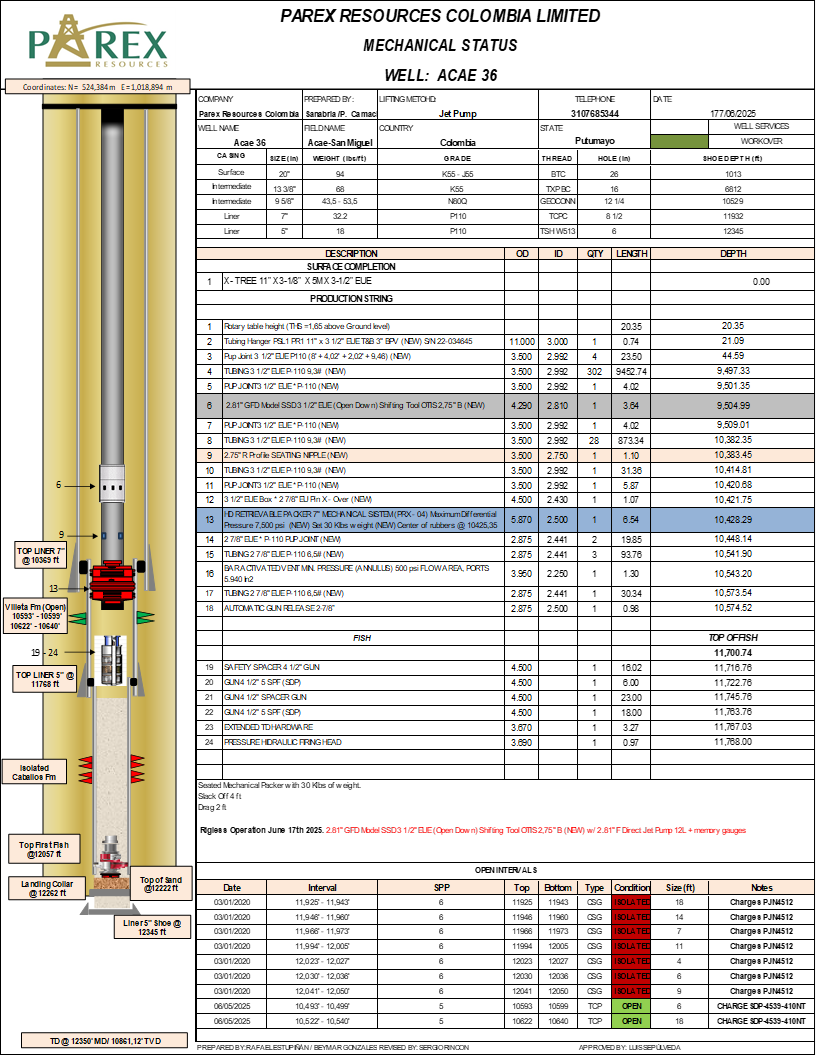 PAREX RESOURCES COLOMBIA LIMITED
MECHANICAL STATUS
WELL: ACAE 36
PAREX
RESOURCES
Coordinates: N= 524,384 m E=1,018,894 m
COMPANY PREPARED BY: LIFTING METOHD: TELEPHONE DATE
Parex Resources Colombia Sanabria /P. Camac Jet Pump 3107685344 177/06/2025
WELL NAME FIELD NAME COUNTRY STATE WELL SERVICES
Acae 36 Acae-San Miguel Colombia Putumayo WORKOVER
CASING SIZE (in) WEIGHT (lbs/ft) GRADE THREAD HOLE (in) SHOE DEPTH (ft)
Surface 20" 94 K55 - J55 BTC 26 1013
Intermediate 13 3/8" 68 K55 TXP BC 16 6812
Intermediate 9 5/8" 43,5 - 53,5 N80Q GEOCONN 12 1/4 10529
Liner 7" 32.2 P110 TCPC 8 1/2 11932
Liner 5" 18 P110 TSH W513 6 12345
DESCRIPTION OD ID QTY LENGTH DEPTH
SURFACE COMPLETION
1 X - TREE 11" X 3-1/8" X 5M X 3-1/2" EUE 0.00
PRODUCTION STRING
1 Rotary table height (THS =1,65 above Ground level) 20.35 20.35
2 Tubing Hanger PSL1 PR1 11" x 3 1/2" EUE T&B 3" BPV (NEW) S/N 22-034645 11.000 3.000 1 0.74 21.09
3 Pup Joint 3 1/2" EUE P110 (8' + 4,02' + 2,02' + 9,46) (NEW) 3.500 2.992 4 23.50 44.59
4 TUBING 3 1/2" EUE P-110 9,3# (NEW) 3.500 2.992 302 9452.74 9,497.33
5 PUP JOINT3 1/2" EUE * P-110 (NEW) 3.500 2.992 1 4.02 9,501.35
6 2.81" GFD Model SSD 3 1/2" EUE (Open Down) Shifting Tool OTIS 2,75" B (NEW) 4.290 2.810 1 3.64 9,504.99
7 PUP JOINT3 1/2" EUE * P-110 (NEW) 3.500 2.992 1 4.02 9,509.01
8 TUBING 3 1/2" EUE P-110 9,3# (NEW) 3.500 2.992 28 873.34 10,382.35
9 2.75" R Profile SEATING NIPPLE (NEW) 3.500 2.750 1 1.10 10,383.45
10 TUBING 3 1/2" EUE P-110 9,3# (NEW) 3.500 2.992 1 31.36 10,414.81
11 PUP JOINT3 1/2" EUE * P-110 (NEW) 3.500 2.992 1 5.87 10,420.68
12 3 1/2" EUE Box * 2 7/8" EU Pin X - Over (NEW) 4.500 2.430 1 1.07 10,421.75
13 HD RETRIEVABLE PACKER 7" MECHANICAL SISTEM (PRX - 04) Maximum Differential
Pressure 7,500 psi (NEW) Set 30 Klbs weight (NEW) Center of rubbers @ 10425,35 5.870 2.500 1 6.54 10,428.29
14 2 7/8" EUE * P-110 PUP JOINT (NEW) 2.875 2.441 2 19.85 10,448.14
15 TUBING 2 7/8" EUE P-110 6,5# (NEW) 2.875 2.441 3 93.76 10,541.90
16 BAR ACTIVATED VENT MIN. PRESSURE (ANNULUS) 500 psi FLOW AREA, PORTS
5.940 In2 3.950 2.250 1 1.30 10,543.20
17 TUBING 2 7/8" EUE P-110 6,5# (NEW) 2.875 2.441 1 30.34 10,573.54
18 AUTOMATIC GUN RELEASE 2-7/8" 2.875 2.500 1 0.98 10,574.52
FISH TOP OF FISH
11,700.74
19 SAFETY SPACER 4 1/2" GUN 4.500 1 16.02 11,716.76
20 GUN 4 1/2" 5 SPF (SDP) 4.500 1 6.00 11,722.76
21 GUN 4 1/2" SPACER GUN 4.500 1 23.00 11,745.76
22 GUN 4 1/2" 5 SPF (SDP) 4.500 1 18.00 11,763.76
23 EXTENDED TDHARDWARE 3.670 1 3.27 11,767.03
24 PRESSURE HIDRAULIC FIRING HEAD 3.690 1 0.97 11,768.00
Seated Mechanical Packer with 30 Klbs of weight.
Slack Off 4 ft
Drag 2 ft
Rigless Operation June 17th 2025. 2.81" GFD Model SSD 3 1/2" EUE (Open Down) Shifting Tool OTIS 2,75" B (NEW) w/ 2.81" F Direct Jet Pump 12L + memory gauges
OPEN INTERVALS
Date Interval SPP Top Bottom Type Condition Size (ft) Notes
03/01/2020 11,925' - 11,943' 6 11925 11943 CSG ISOLATED 18 Charges PJN4512
03/01/2020 11,946' - 11,960' 6 11946 11960 CSG ISOLATED 14 Charges PJN4512
03/01/2020 11,966' - 11,973' 6 11966 11973 CSG ISOLATED 7 Charges PJN4512
03/01/2020 11,994' - 12,005' 6 11994 12005 CSG ISOLATED 11 Charges PJN4512
03/01/2020 12,023' - 12,027' 6 12023 12027 CSG ISOLATED 4 Charges PJN4512
03/01/2020 12,030' - 12,036' 6 12030 12036 CSG ISOLATED 6 Charges PJN4512
03/01/2020 12,041' - 12,050' 6 12041 12050 CSG ISOLATED 9 Charges PJN4512
06/05/2025 10,493' - 10,499' 5 10593 10599 TCP OPEN 6 CHARGE SDP-4539-410NT
06/05/2025 10,522' - 10,540' 5 10622 10640 TCP OPEN 18 CHARGE SDP-4539-410NT
PREPARED BY:RAFAEL ESTUPIÑÁN / BEYMAR GONZALES REVISED BY: SERGIO RINCON APPROVED BY: LUIS SEPÚLVEDA
6
9
TOP LINER 7"
@ 10369 ft
13
Villeta Fm (Open)
10593' - 10599'
10622' - 10640'
19 - 24
TOP LINER 5" @
11768 ft
Isolated
Caballos Fm
Top First Fish
@12057 ft
Landing Collar
@ 12262 ft
Top of Sand
@12222 ft
Liner 5" Shoe @
12345 ft
TD @ 12350' MD/ 10861,12' TVD